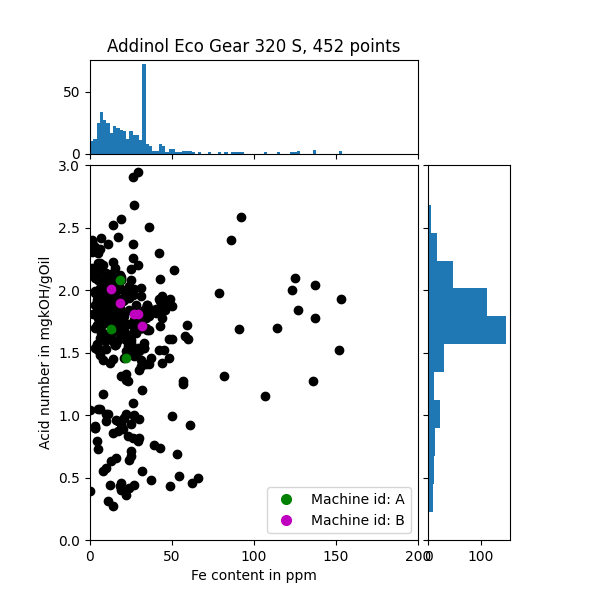 Addinol Eco Gear 320 S, 452 points
50
0
3.0
2.5
2.0
1.5
1.0
0.5
0.0
Acid number in mgkOH/gOil
Machine id: A
Machine id: B
0 50 100 150 200 0 100
Fe content in ppm